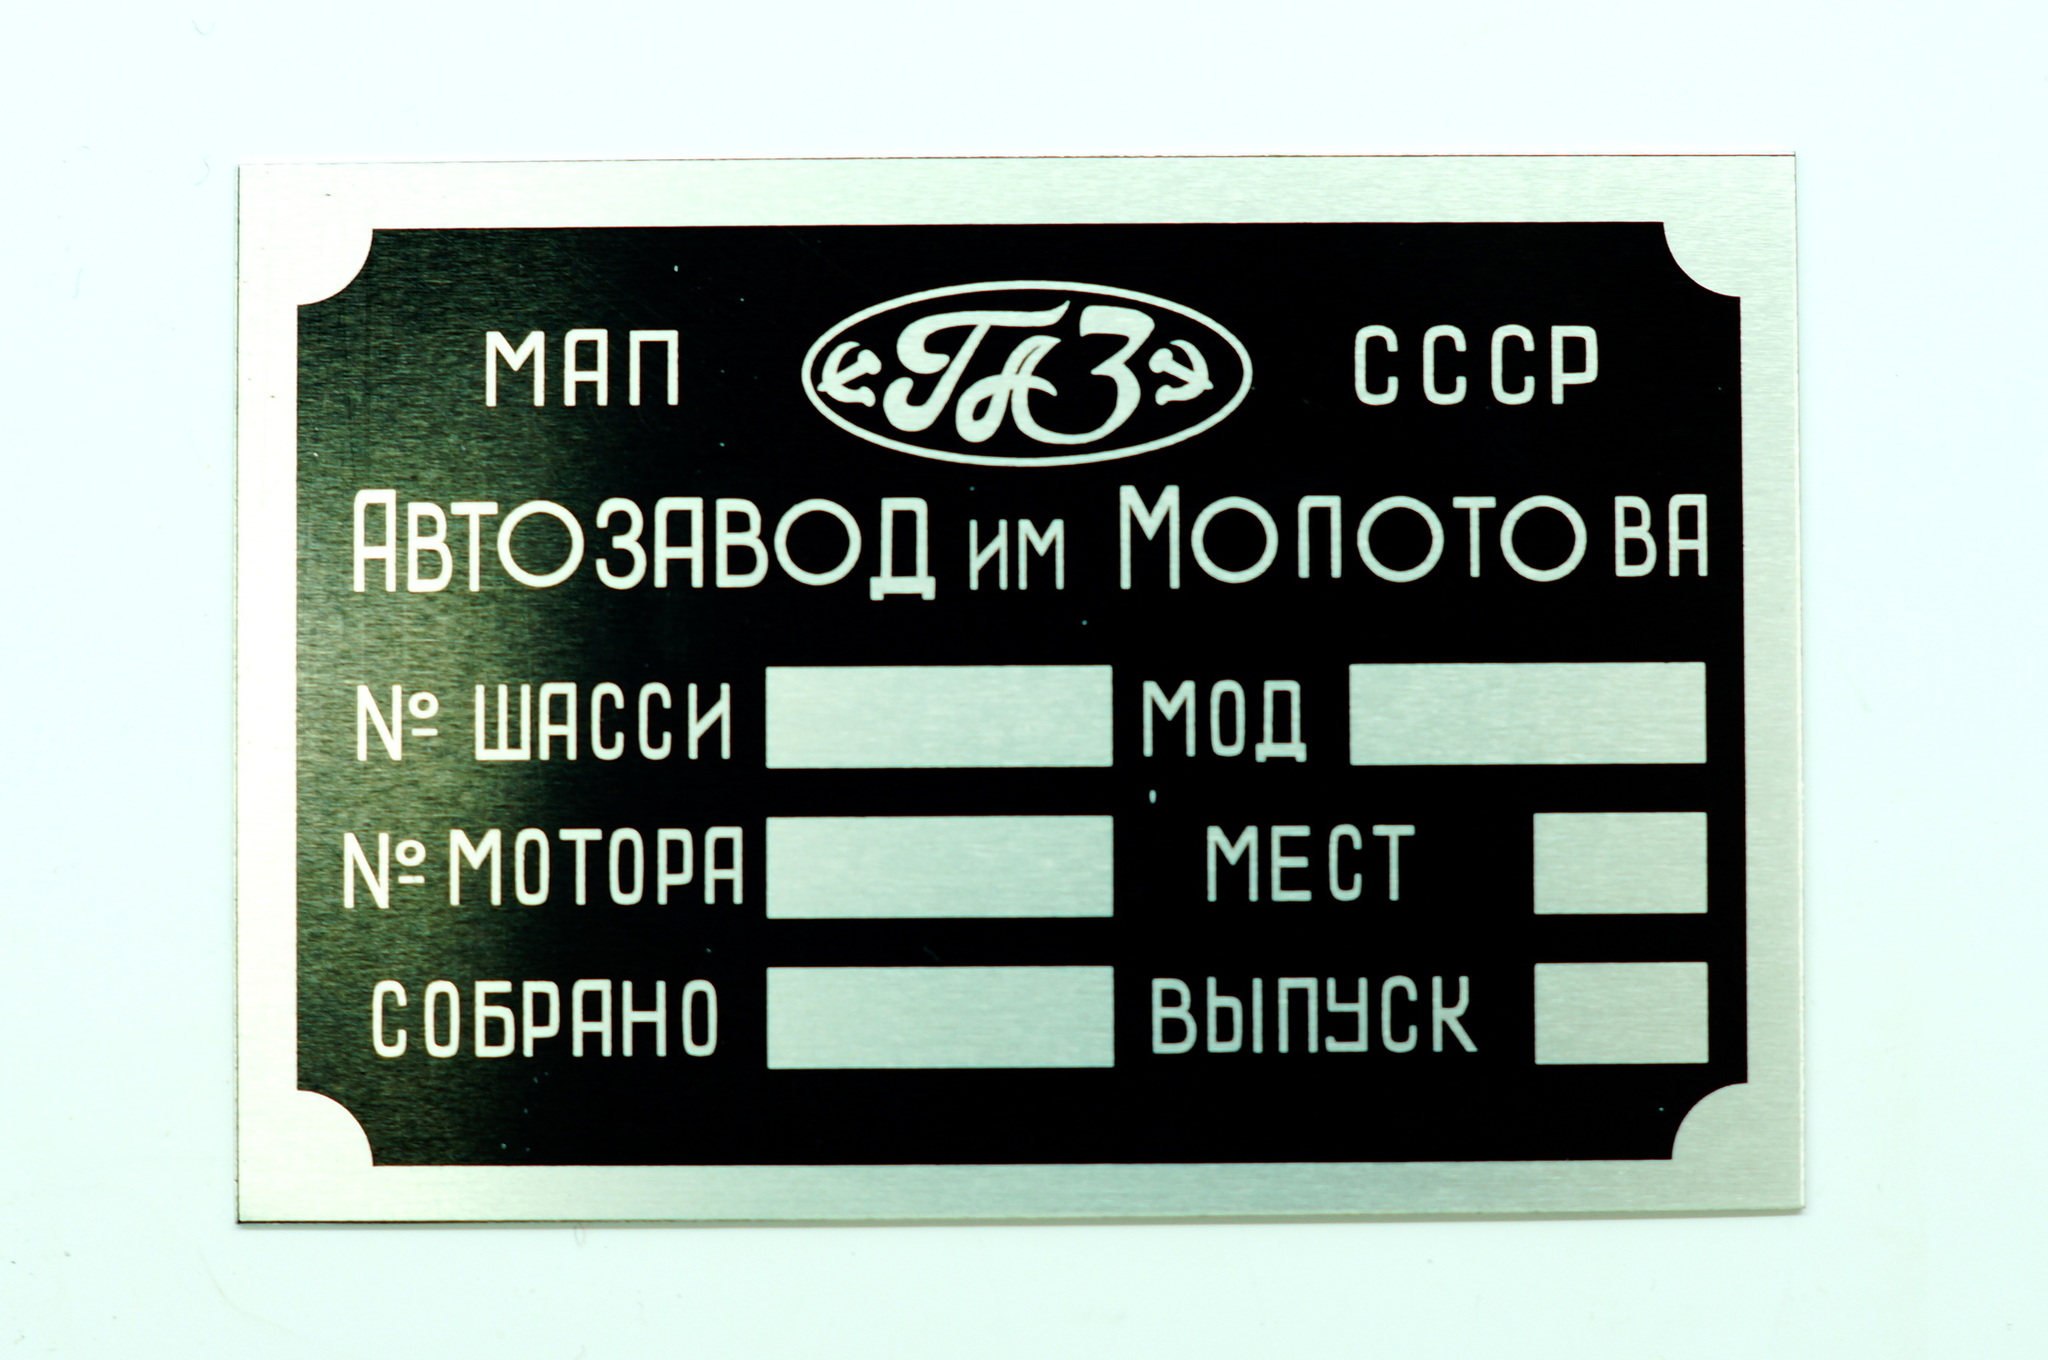 МАП ГАЗ СССР
АВТОЗАВОД ИМ МОЛОТОВА
№ ШАССИ МОД
№ МОТОРА МЕСТ
СОБРАНО ВЫПУСК